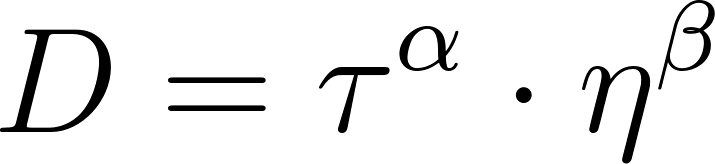 D = τ^α · η^β